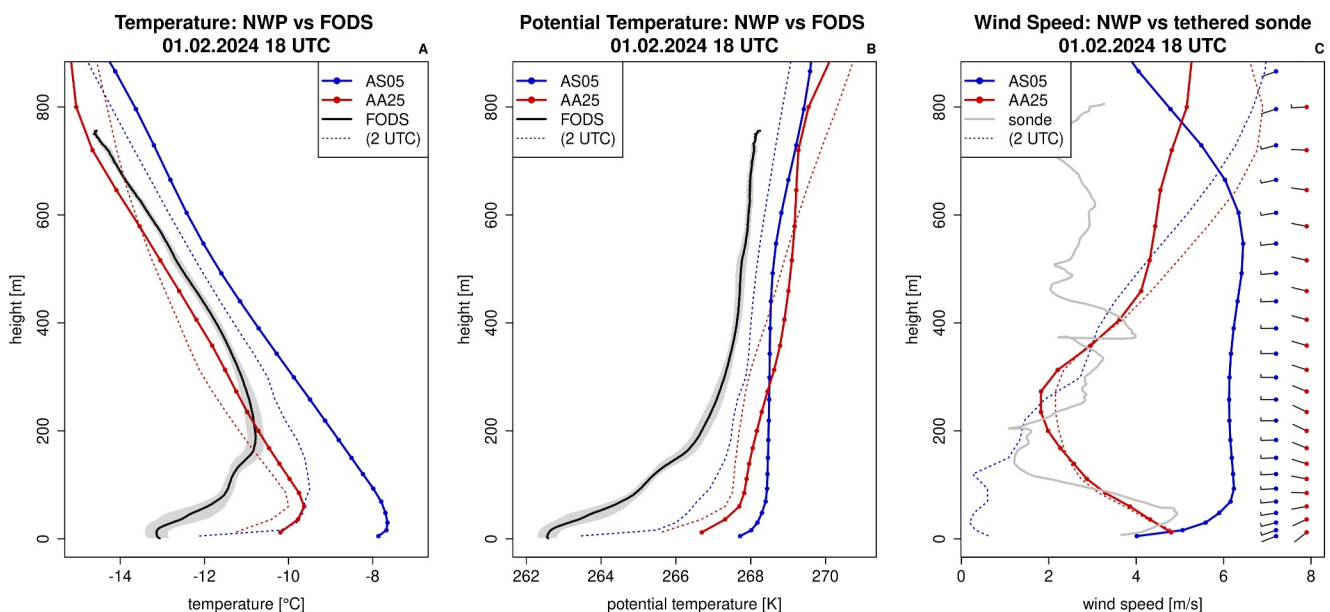 Temperature: NWP vs FODS
01.02.2024 18 UTC
A
AS05
AA25
FODS
(2 UTC)
height [m]
800
600
400
200
0
-14
-12
-10
-8
temperature [°C]
Potential Temperature: NWP vs FODS
01.02.2024 18 UTC
B
AS05
AA25
FODS
(2 UTC)
height [m]
800
600
400
200
0
262
264
266
268
270
potential temperature [K]
Wind Speed: NWP vs tethered sonde
01.02.2024 18 UTC
C
AS05
AA25
sonde
(2 UTC)
height [m]
800
600
400
200
0
0
2
4
6
8
wind speed [m/s]